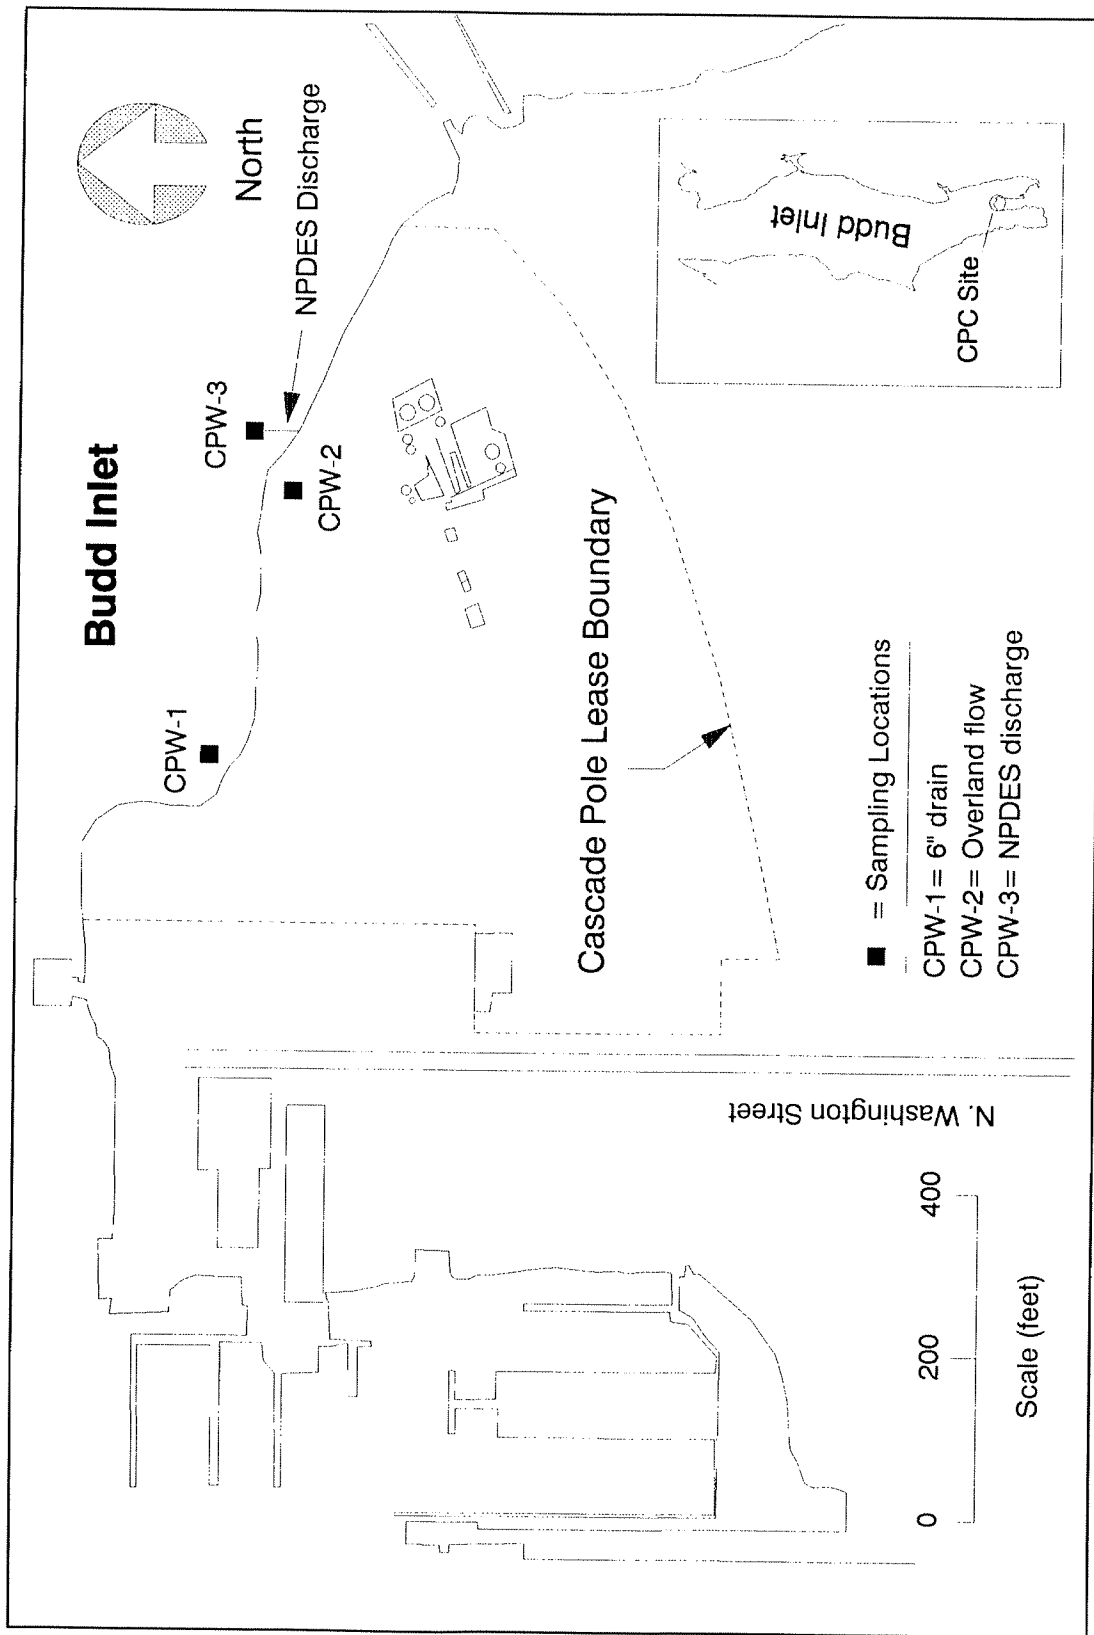 Budd Inlet
North
NPDES Discharge
CPW-3
CPW-2
CPW-1
Cascade Pole Lease Boundary
N. Washington Street
■ = Sampling Locations
CPW-1= 6" drain
CPW-2= Overland flow
CPW-3= NPDES discharge
Budd Inlet
CPC Site
0 200 400
Scale (feet)